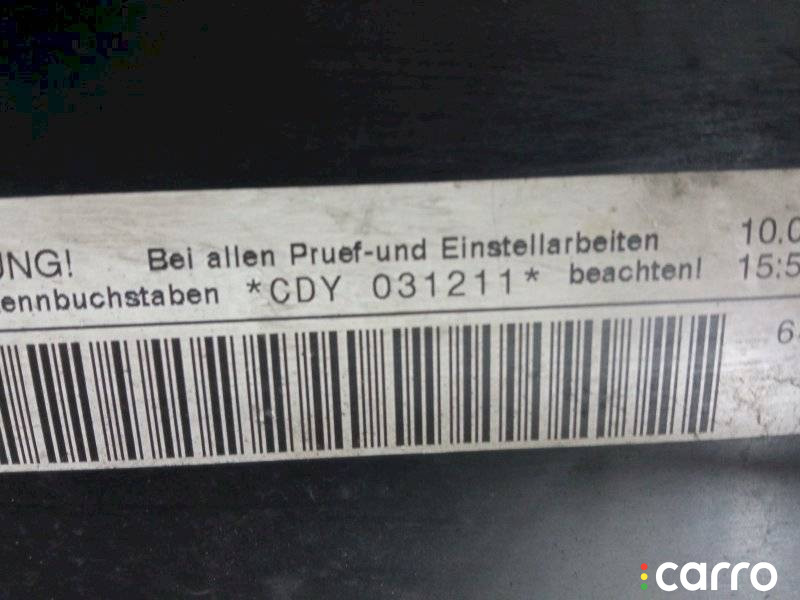 UNG! Bei allen Pruef-und Einstellarbeiten 10.0
ennbuchstaben *CDY 031211* beachten! 15:5
6
carro